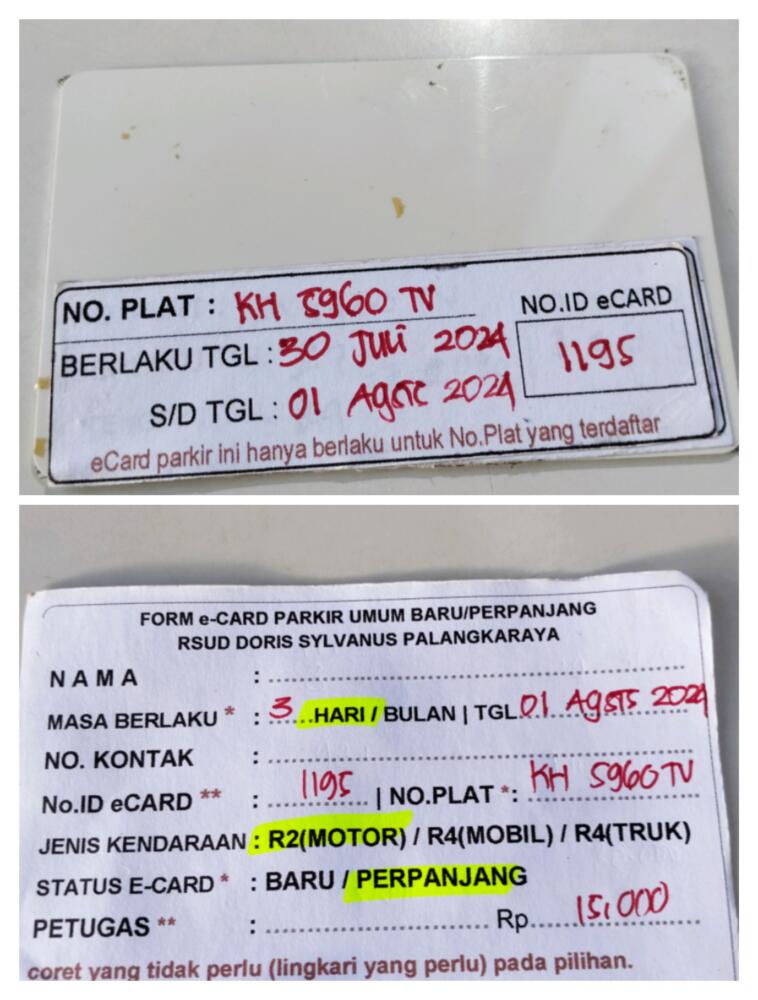 NO. PLAT : KH 5960 TV
NO.ID eCARD
BERLAKU TGL : 30 JULI 2024
1195
S/D TGL : 01 AGSTC 2024
eCard parkir ini hanya berlaku untuk No.Plat yang terdaftar
FORM e-CARD PARKIR UMUM BARU/PERPANJANG
RSUD DORIS SYLVANUS PALANGKARAYA
NAMA :
MASA BERLAKU * : 3 HARI / BULAN | TGL 01 AGSTS 2024
NO. KONTAK :
No.ID eCARD ** : 1195 | NO.PLAT *: KH 5960 TV
JENIS KENDARAAN : R2(MOTOR) / R4(MOBIL) / R4(TRUK)
STATUS E-CARD * : BARU / PERPANJANG
PETUGAS ** : Rp. 15,000
coret yang tidak perlu (lingkari yang perlu) pada pilihan.